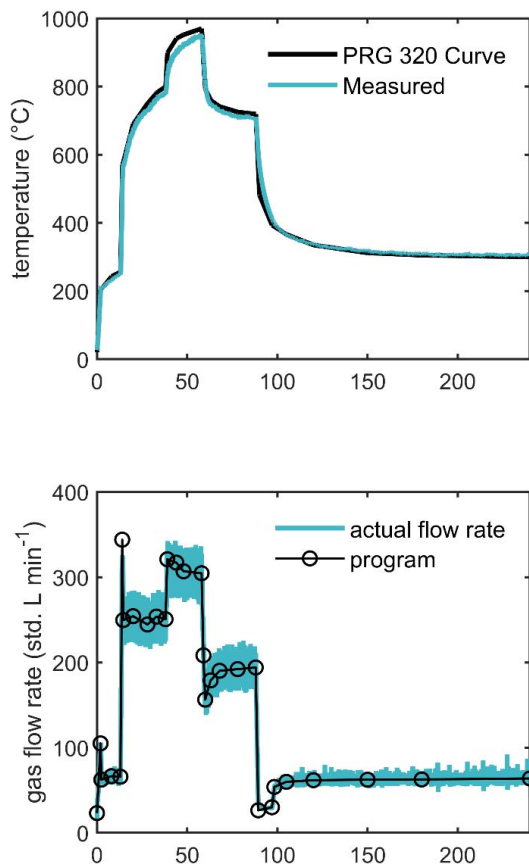 1000
PRG 320 Curve
Measured
800
600
400
200
0
temperature (°C)
0 50 100 150 200
400
actual flow rate
program
300
200
100
0
gas flow rate (std. L min⁻¹)
0 50 100 150 200